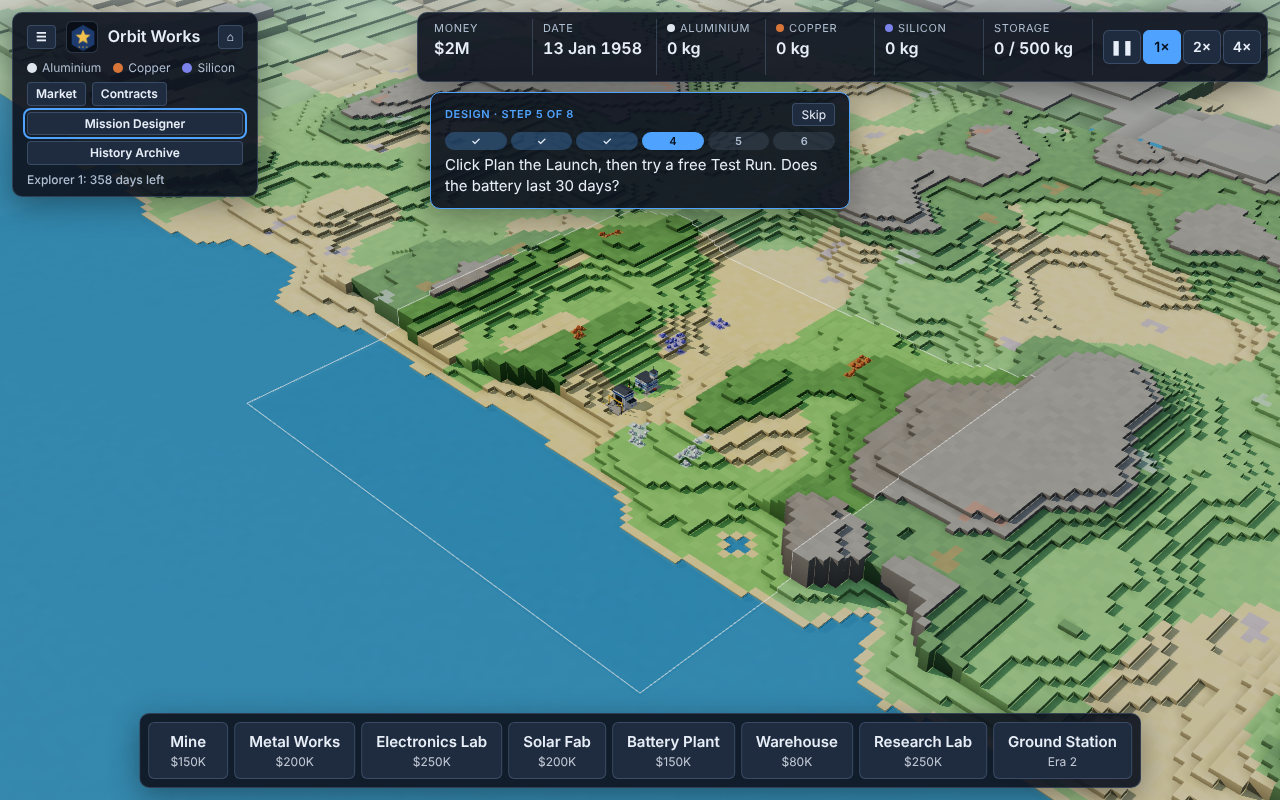 ☰ Orbit Works ⌂
Aluminium Copper Silicon
Market Contracts
Mission Designer
History Archive
Explorer 1: 358 days left
MONEY DATE ALUMINIUM COPPER SILICON STORAGE
$2M 13 Jan 1958 0 kg 0 kg 0 kg 0 / 500 kg ❚❚ 1× 2× 4×
DESIGN · STEP 5 OF 8 Skip
✓ ✓ ✓ 4 5 6
Click Plan the Launch, then try a free Test Run. Does
the battery last 30 days?
Mine Metal Works Electronics Lab Solar Fab Battery Plant Warehouse Research Lab Ground Station
$150K $200K $250K $200K $150K $80K $250K Era 2